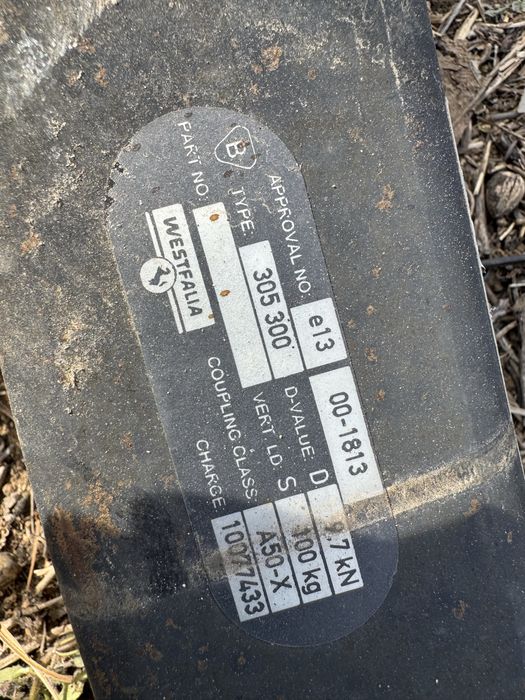 WESTFALIA
B
APPROVAL NO. e13 00-1813
TYPE: 305 300 D-VALUE: D 9,7 kN
PART NO. VERT LD. S 100 kg
COUPLING CLASS: A50-X
CHARGE: 10077433